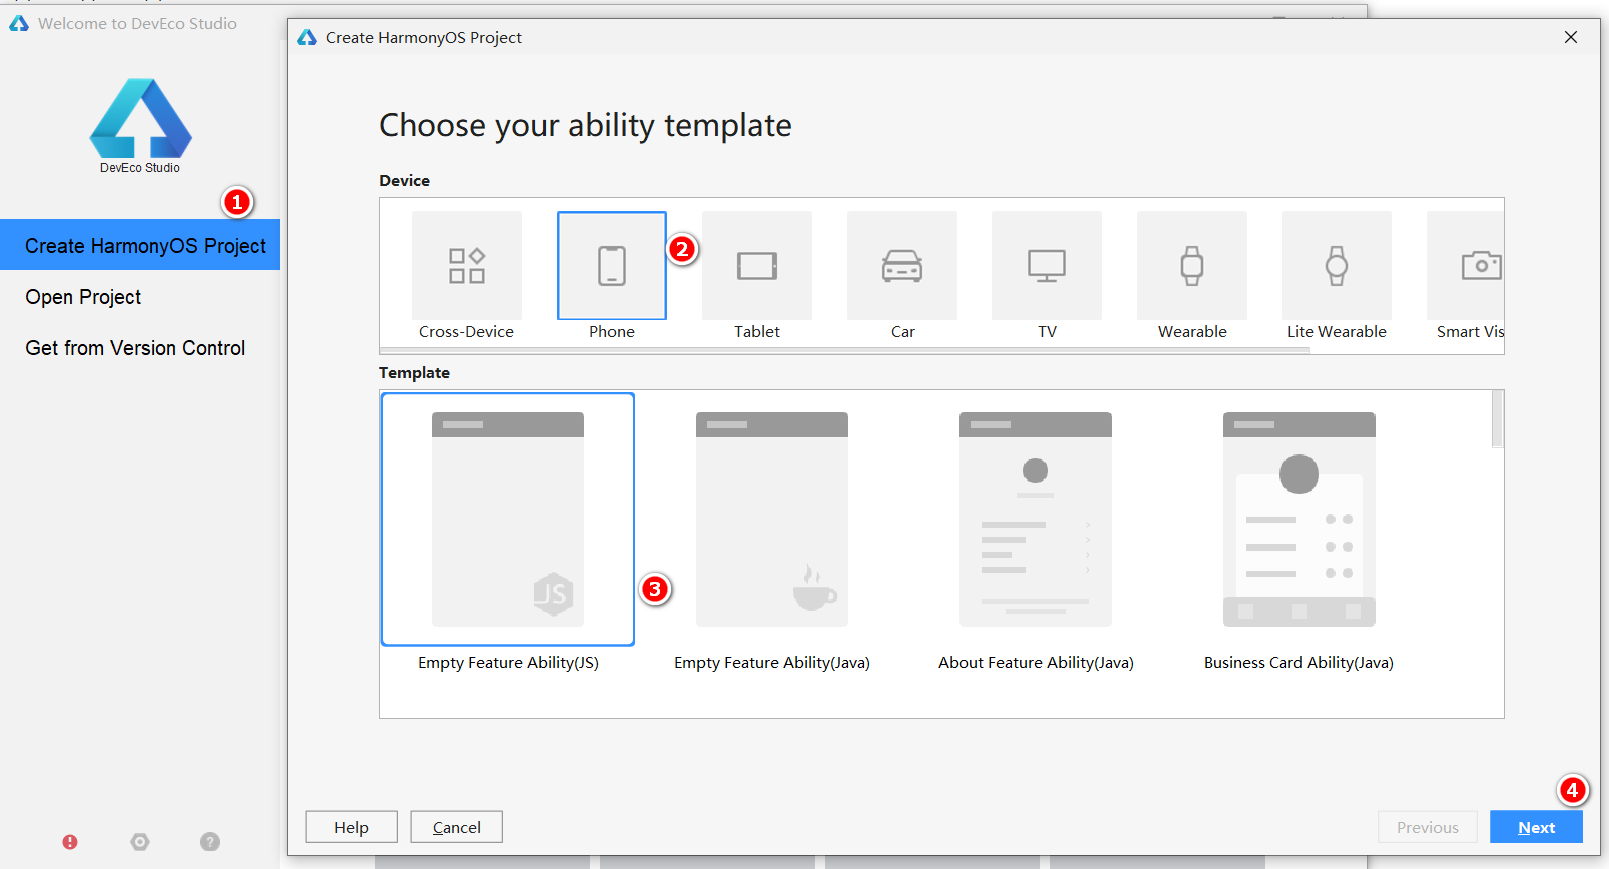 Welcome to DevEco Studio
DevEco Studio
1
Create HarmonyOS Project
Open Project
Get from Version Control
Create HarmonyOS Project
Choose your ability template
Device
2
Cross-Device
Phone
Tablet
Car
TV
Wearable
Lite Wearable
Smart Vis
Template
JS
3
Empty Feature Ability(JS)
Empty Feature Ability(Java)
About Feature Ability(Java)
Business Card Ability(Java)
4
Help
Cancel
Previous
Next